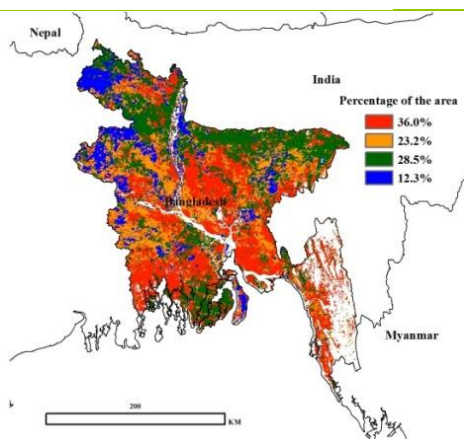 Nepal
India
Percentage of the area
36.0%
23.2%
28.5%
12.3%
Bangladesh
Myanmar
200
KM